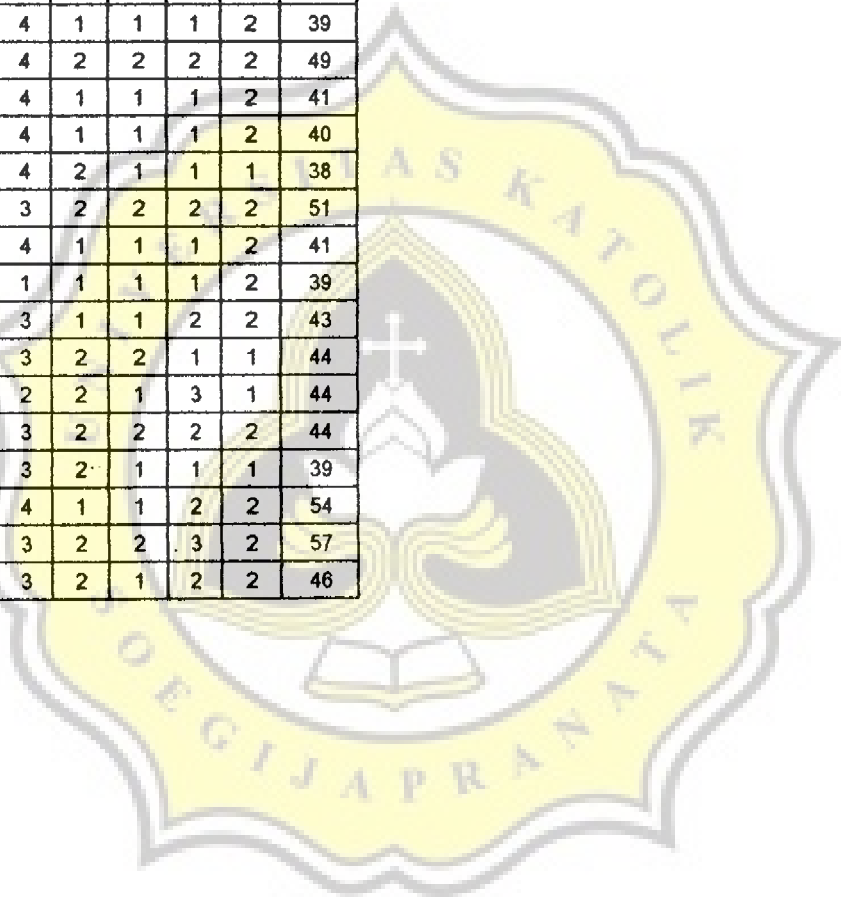 4 1 1 1 2 39
4 2 2 2 2 49
4 1 1 1 2 41
4 1 1 1 2 40
4 2 1 1 1 38
3 2 2 2 2 51
4 1 1 1 2 41
1 1 1 1 2 39
3 1 1 2 2 43
3 2 2 1 1 44
2 2 1 3 1 44
3 2 2 2 2 44
3 2 1 1 1 39
4 1 1 2 2 54
3 2 2 3 2 57
3 2 1 2 2 46
UNIVERSITAS KATOLIK
SOEGIJAPRANATA